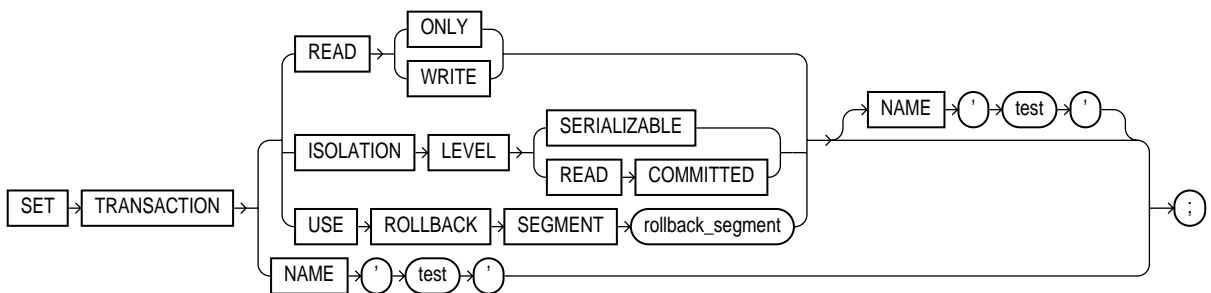 ONLY
READ
WRITE
NAME ’ test ’
SERIALIZABLE
ISOLATION LEVEL
READ COMMITTED
SET TRANSACTION
;
USE ROLLBACK SEGMENT rollback_segment
NAME ’ test ’